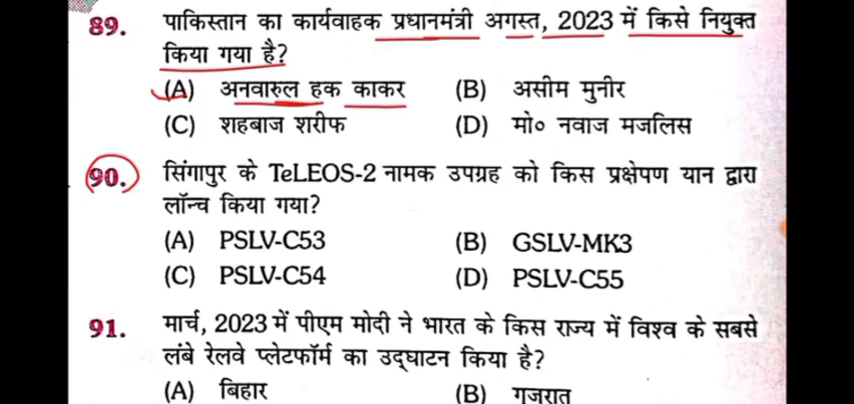 89. पाकिस्तान का कार्यवाहक प्रधानमंत्री अगस्त, 2023 में किसे नियुक्त
किया गया है?
(A) अनवारुल हक काकर (B) असीम मुनीर
(C) शहबाज शरीफ (D) मो० नवाज मजलिस
90. सिंगापुर के TeLEOS-2 नामक उपग्रह को किस प्रक्षेपण यान द्वारा
लॉन्च किया गया?
(A) PSLV-C53 (B) GSLV-MK3
(C) PSLV-C54 (D) PSLV-C55
91. मार्च, 2023 में पीएम मोदी ने भारत के किस राज्य में विश्व के सबसे
लंबे रेलवे प्लेटफॉर्म का उद्घाटन किया है?
(A) बिहार (B) गुजरात